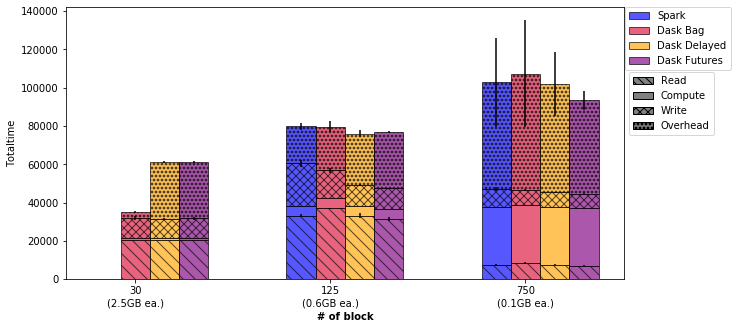 140000
120000
100000
80000
60000
40000
20000
0
Totaltime
30
(2.5GB ea.)
125
(0.6GB ea.)
750
(0.1GB ea.)
# of block
Spark
Dask Bag
Dask Delayed
Dask Futures
Read
Compute
Write
Overhead